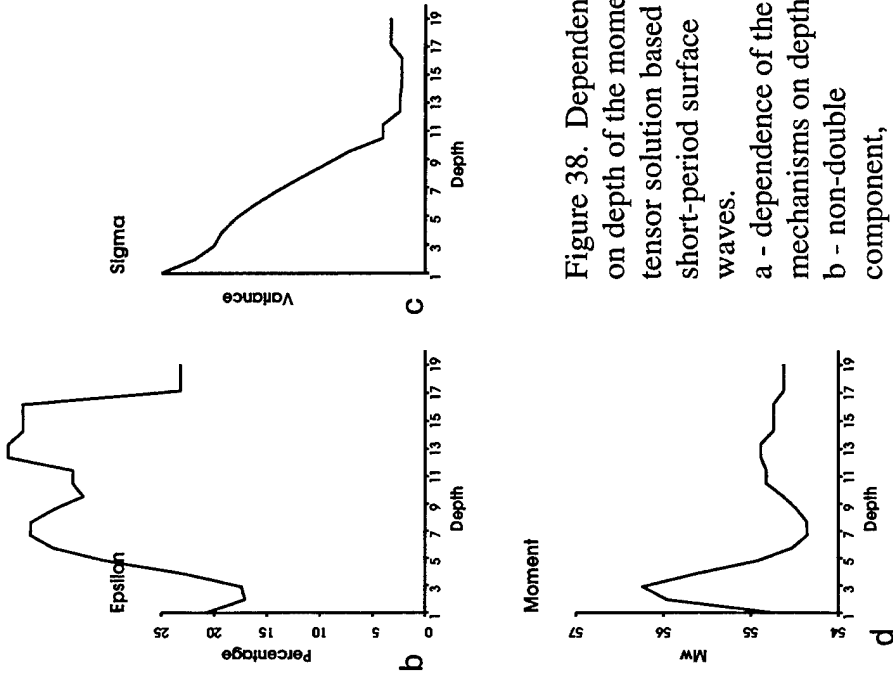 Epsilon
Percentage
25
20
15
10
5
0
1 3 5 7 9 11 13 15 17 19
Depth
b
Sigma
Variance
1 3 5 7 9 11 13 15 17 19
Depth
c
Moment
Mw
57
56
55
54
1 3 5 7 9 11 13 15 17 19
Depth
d
Figure 38. Dependen
on depth of the mome
tensor solution based
short-period surface
waves.
a - dependence of the
mechanisms on depth
b - non-double
component,